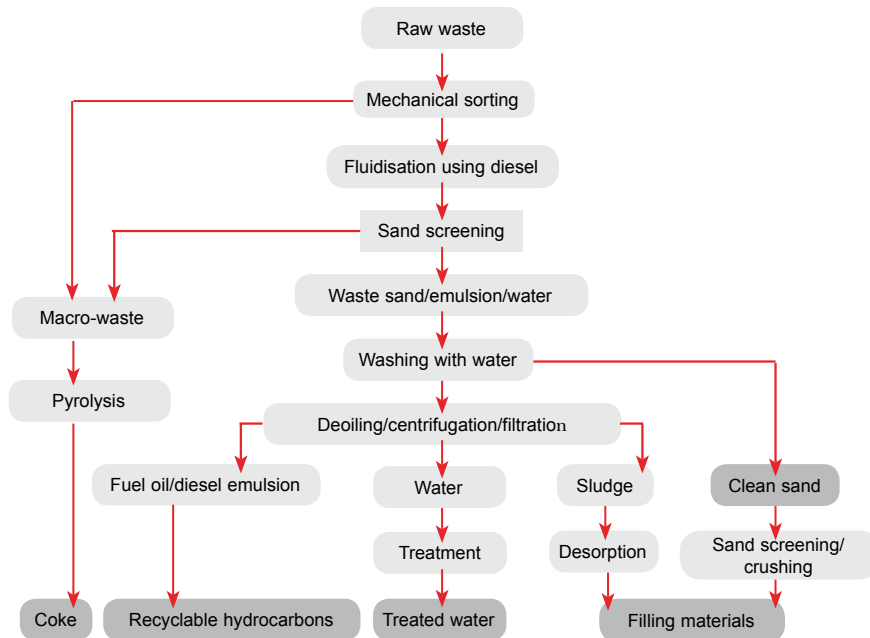 Raw waste
Mechanical sorting
Fluidisation using diesel
Sand screening
Waste sand/emulsion/water
Macro-waste
Washing with water
Pyrolysis
Deoiling/centrifugation/filtration
Fuel oil/diesel emulsion
Water
Sludge
Clean sand
Treatment
Desorption
Sand screening/
crushing
Coke
Recyclable hydrocarbons
Treated water
Filling materials